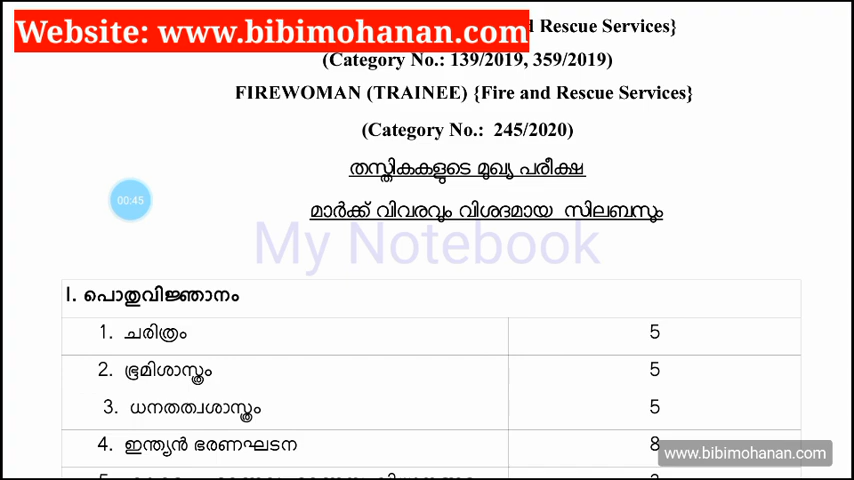 Website: www.bibimohanan.com
d Rescue Services}
(Category No.: 139/2019, 359/2019)
FIREWOMAN (TRAINEE) {Fire and Rescue Services}
(Category No.: 245/2020)
തസ്തികകളുടെ മുഖ്യ പരീക്ഷ
00:45
മാർക്ക് വിവരവും വിശദമായ സിലബസും
My Notebook
I. പൊതുവിജ്ഞാനം
1. ചരിത്രം 5
2. ഭൂമിശാസ്ത്രം 5
3. ധനതത്വശാസ്ത്രം 5
4. ഇന്ത്യൻ ഭരണഘടന 8
www.bibimohanan.com